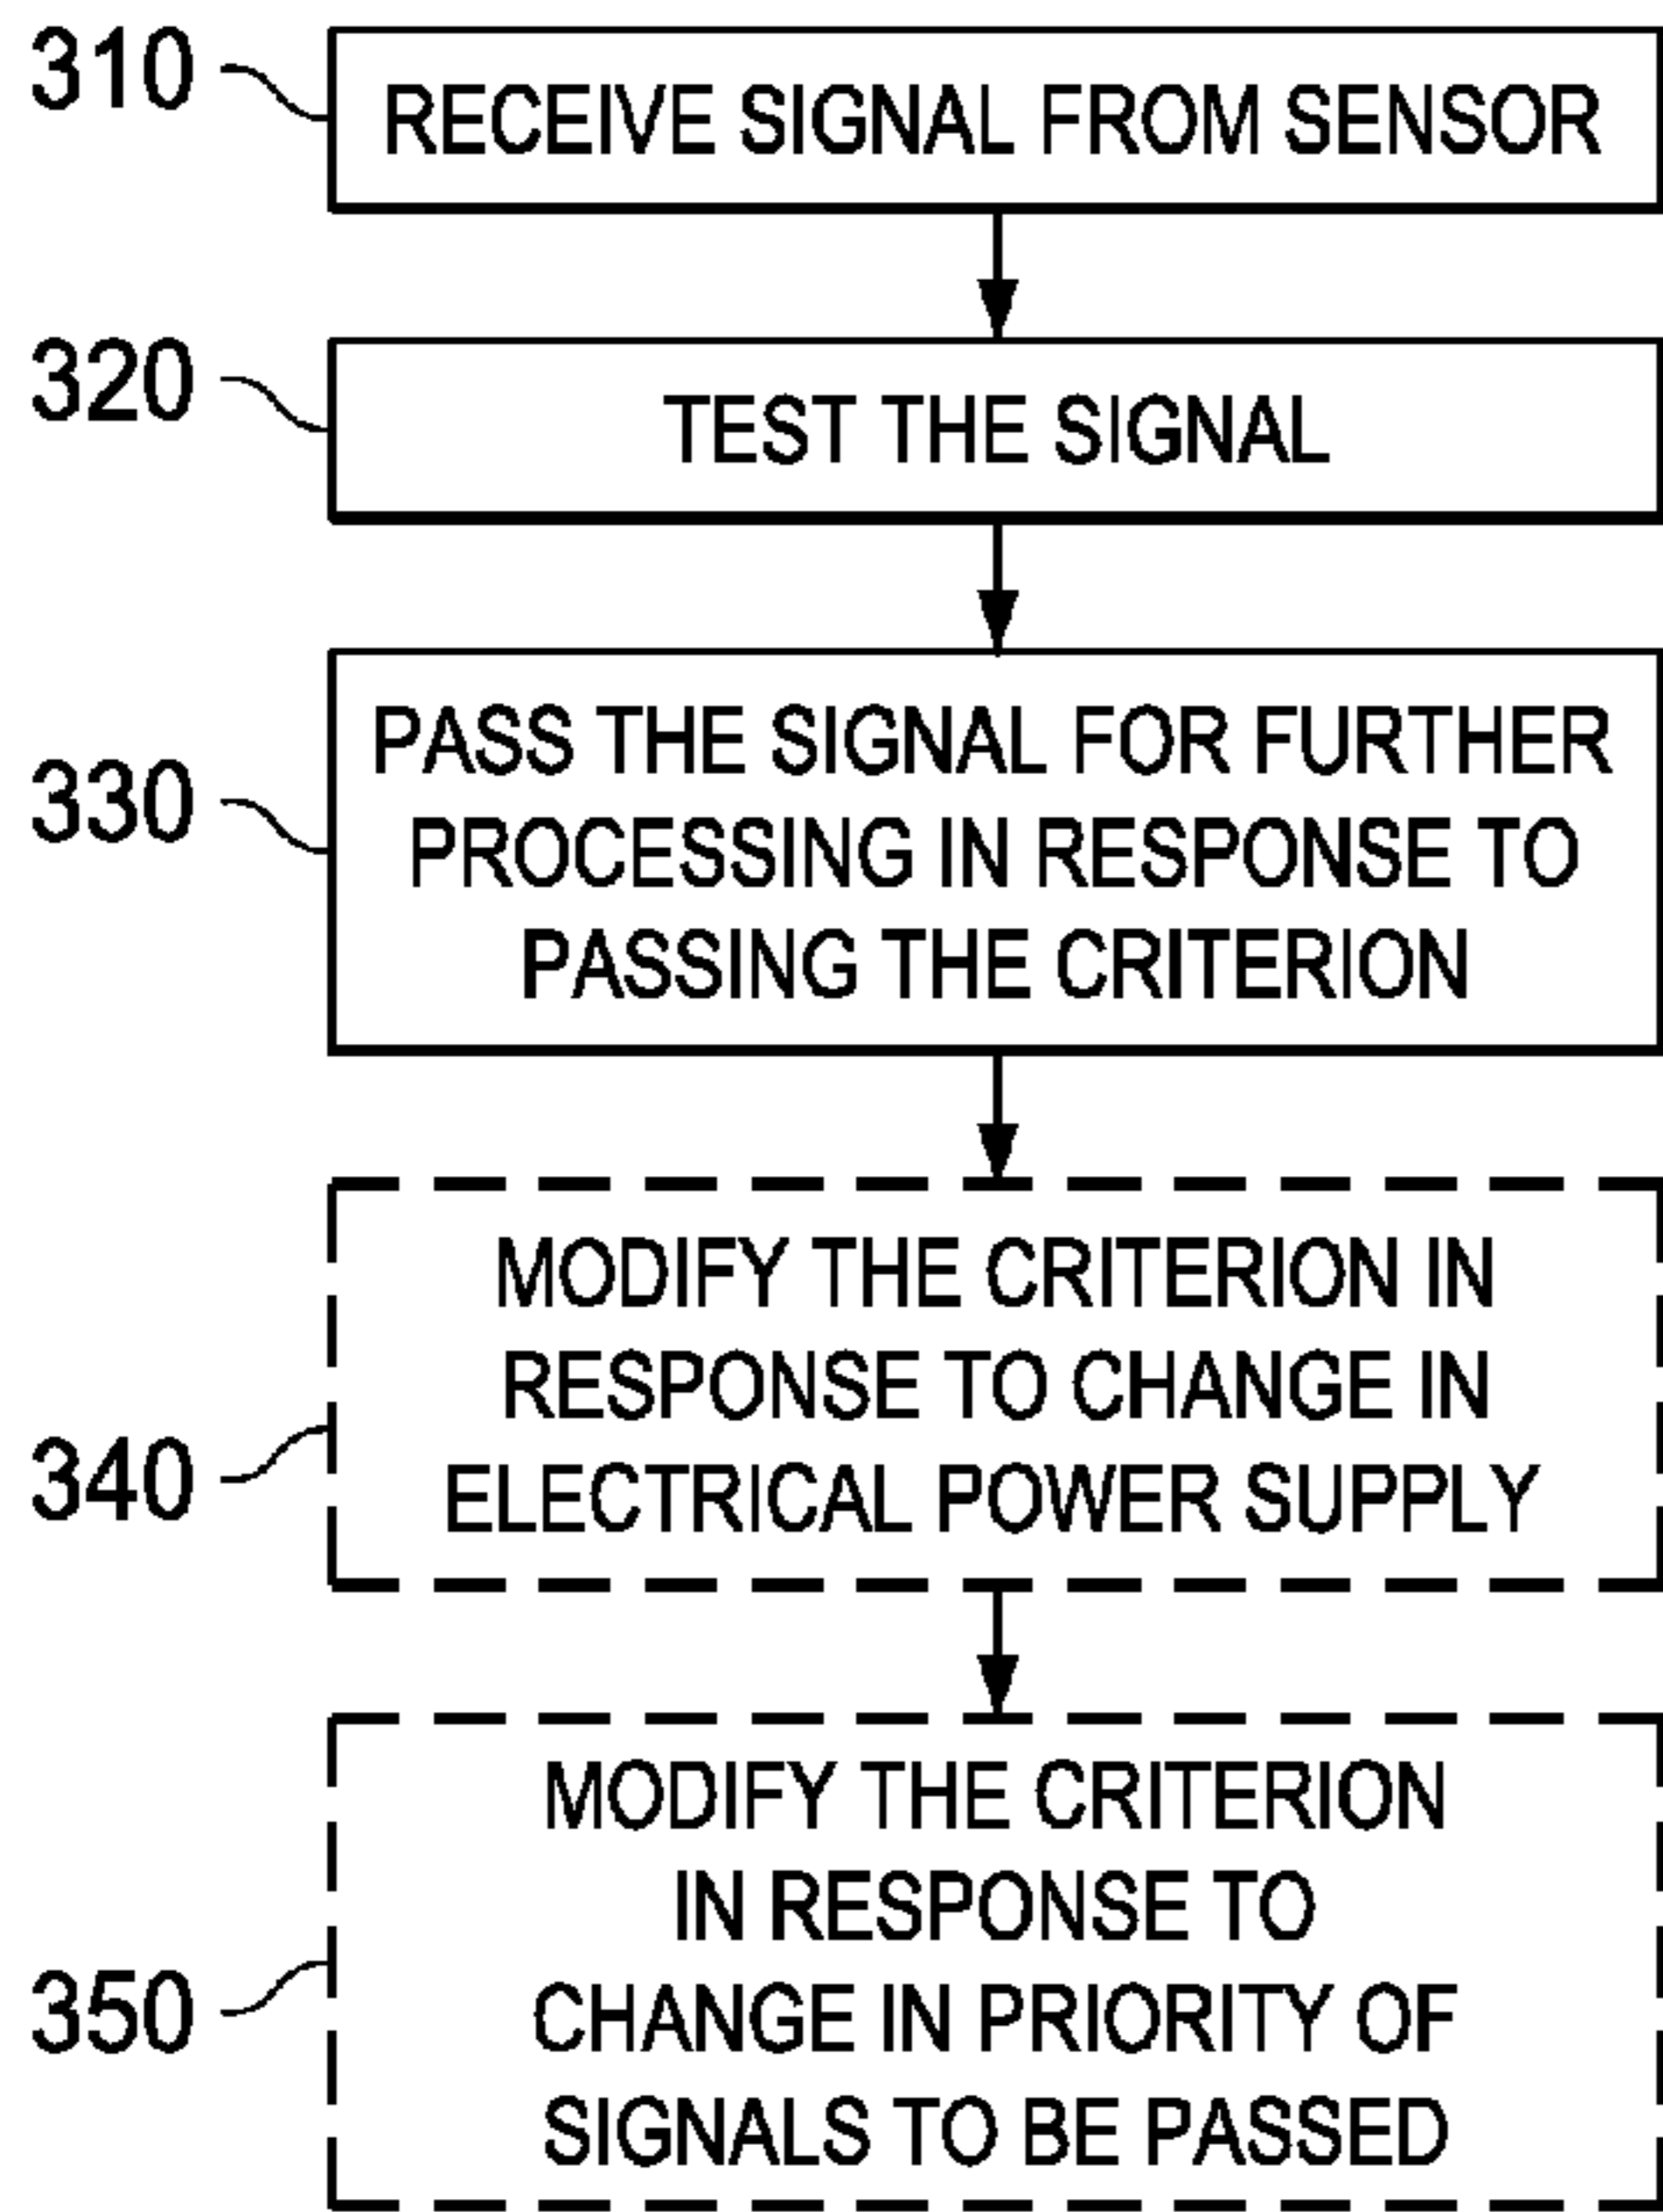 310
RECEIVE SIGNAL FROM SENSOR
320
TEST THE SIGNAL
330
PASS THE SIGNAL FOR FURTHER
PROCESSING IN RESPONSE TO
PASSING THE CRITERION
340
MODIFY THE CRITERION IN
RESPONSE TO CHANGE IN
ELECTRICAL POWER SUPPLY
350
MODIFY THE CRITERION
IN RESPONSE TO
CHANGE IN PRIORITY OF
SIGNALS TO BE PASSED